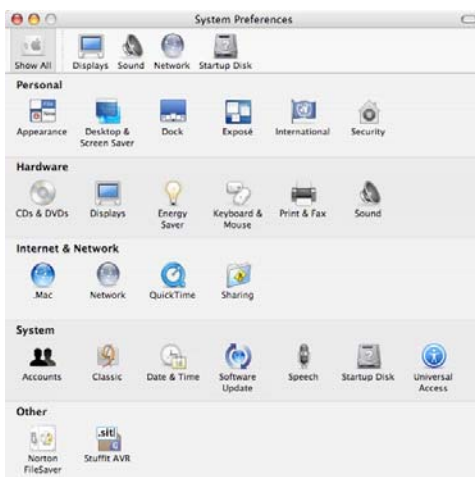 System Preferences
Show All Displays Sound Network Startup Disk
Personal
Appearance Desktop & Screen Saver Dock Exposé International Security
Hardware
CDs & DVDs Displays Energy Saver Keyboard & Mouse Print & Fax Sound
Internet & Network
.Mac Network QuickTime Sharing
System
Accounts Classic Date & Time Software Update Speech Startup Disk Universal Access
Other
.sit
Norton FileSaver Stuffit AVR